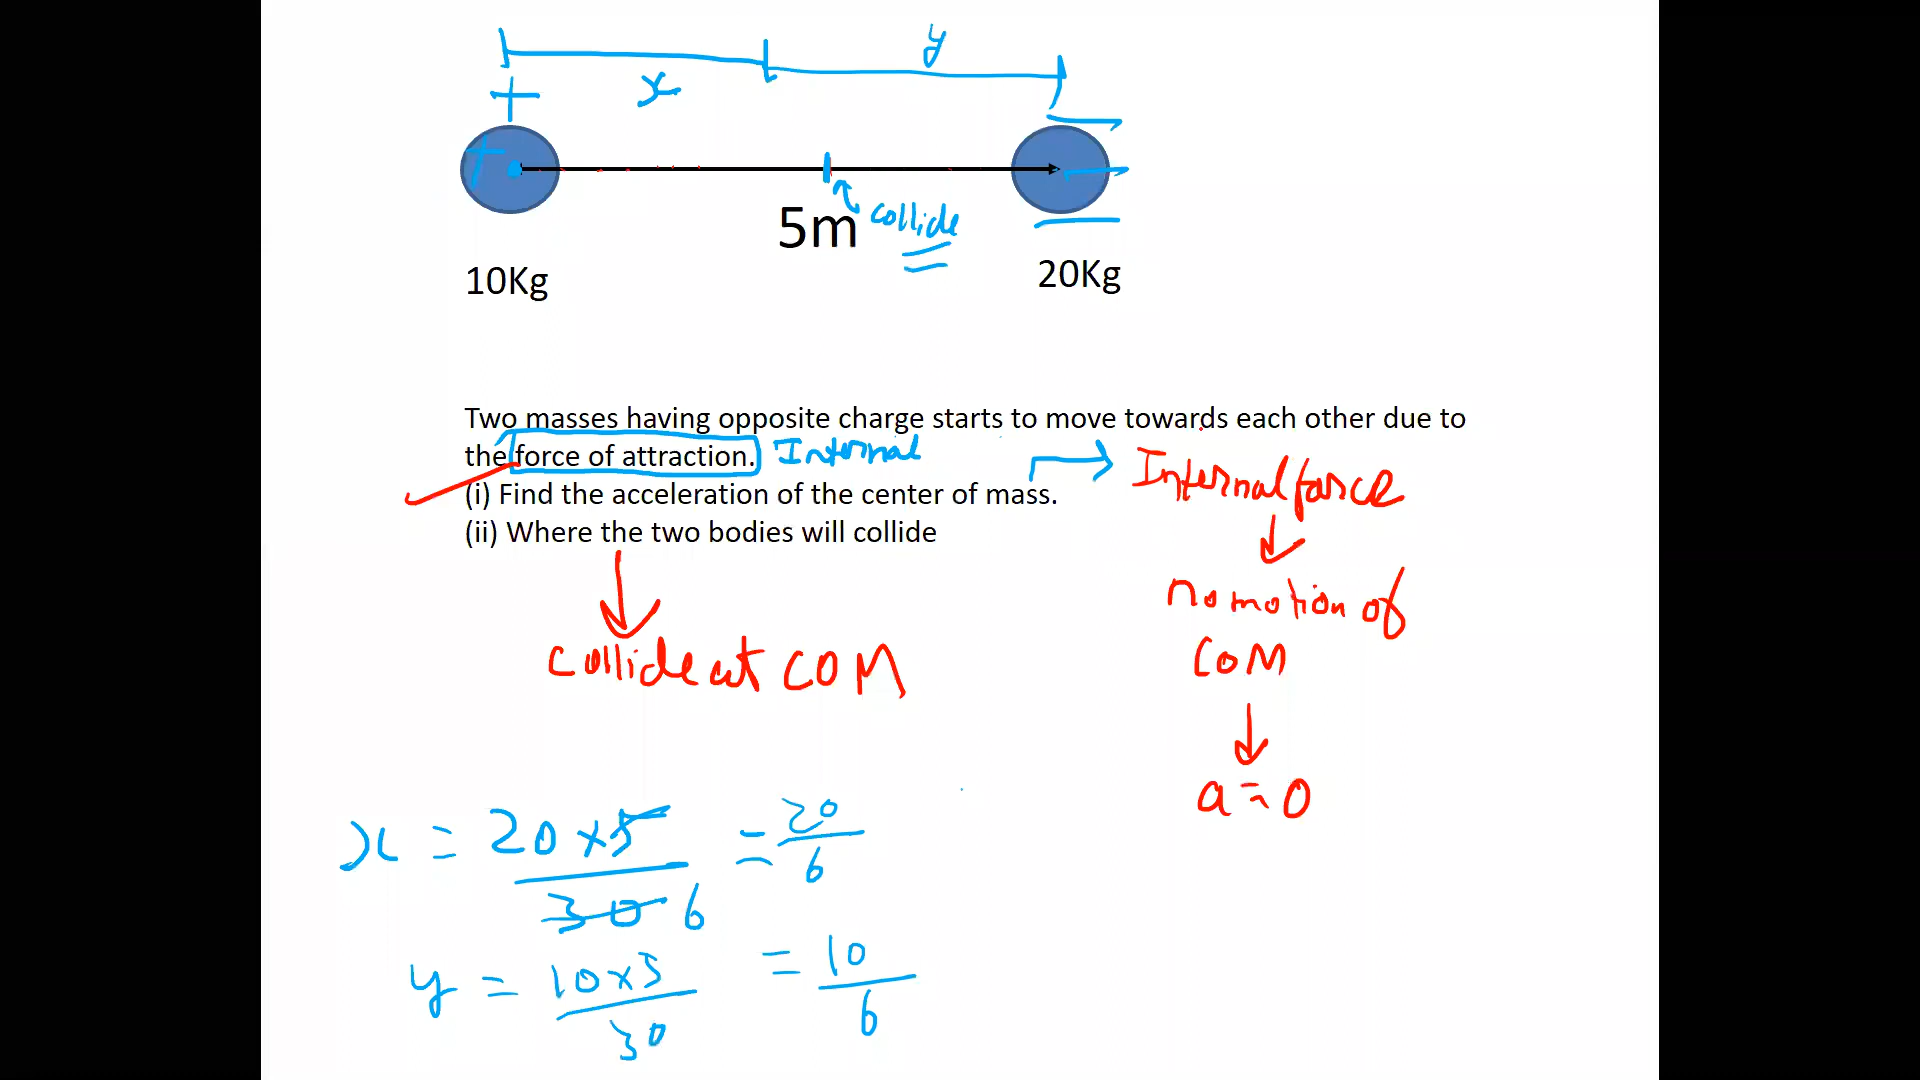 x
y
5m
collide
10Kg
20Kg
Two masses having opposite charge starts to move towards each other due to
the force of attraction. Internal
(i) Find the acceleration of the center of mass.
(ii) Where the two bodies will collide
Internal force
no motion of
COM
a = 0
collide at COM
x = 20 x 5 / 30 6 = 20 / 6
y = 10 x 5 / 30 = 10 / 6